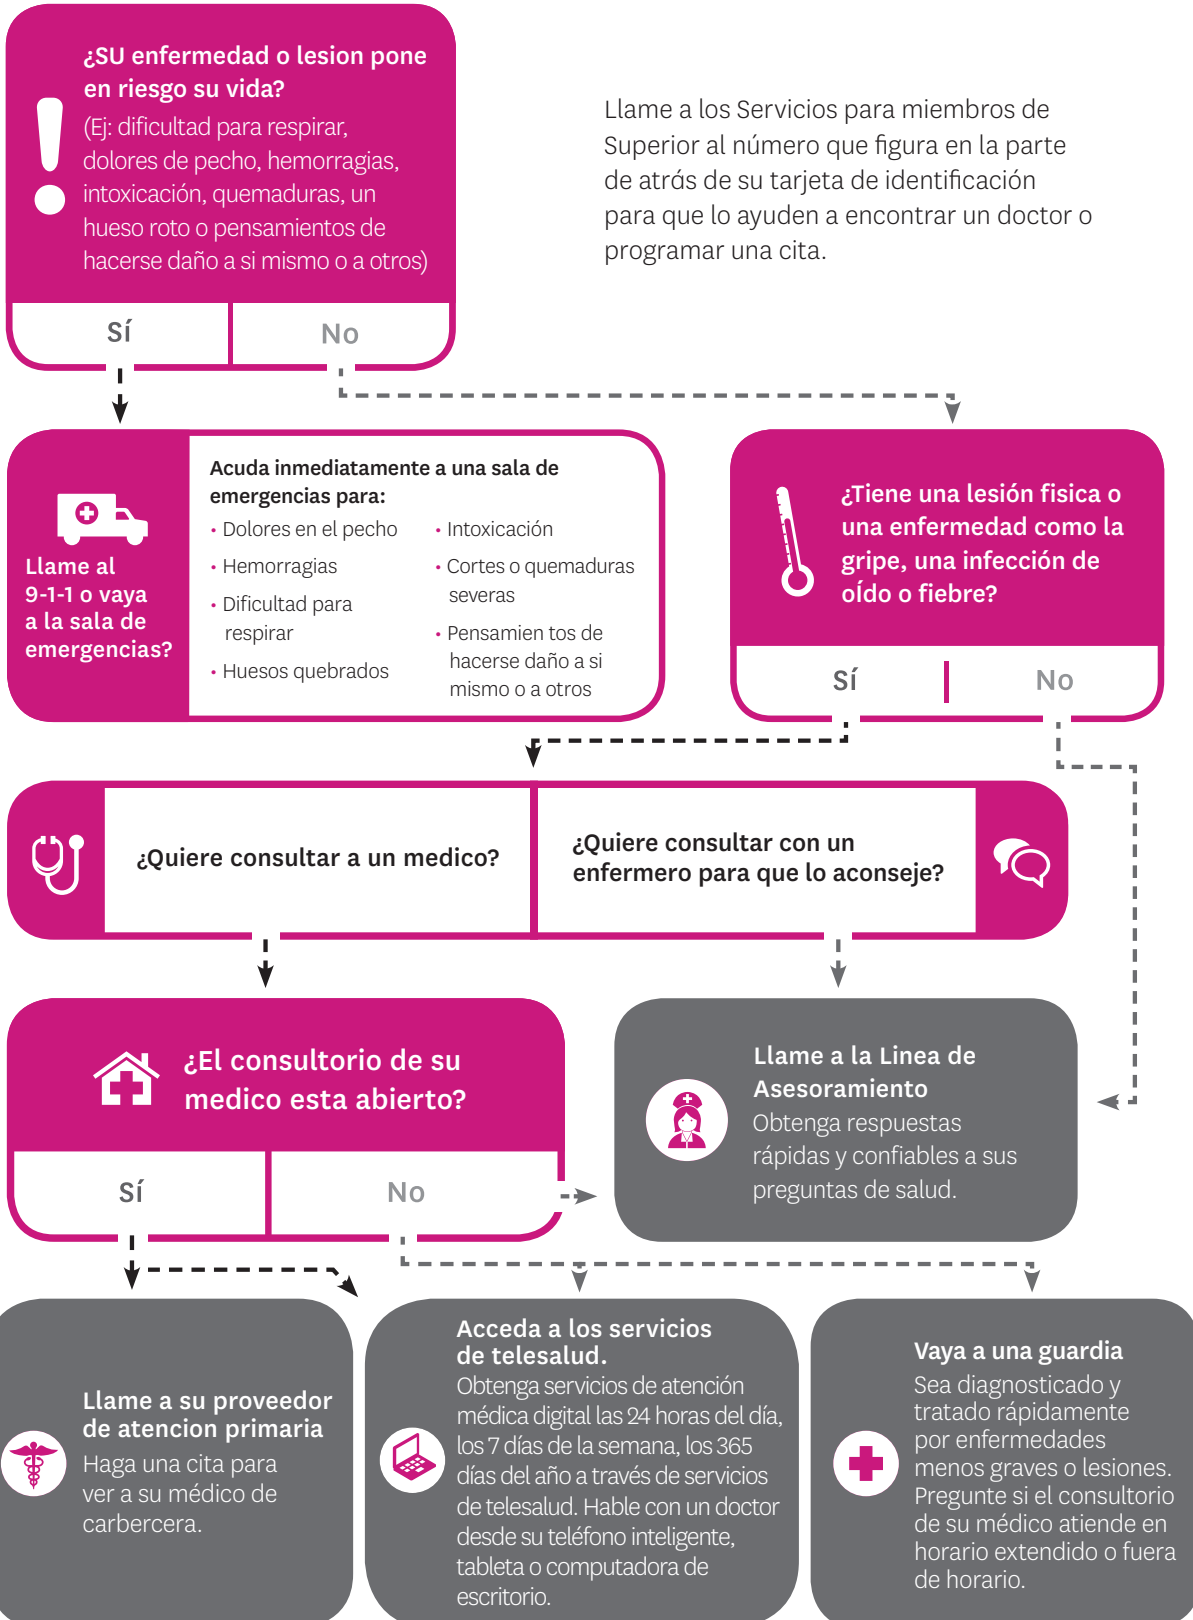 ¿SU enfermedad o lesion pone
en riesgo su vida?
(Ej: dificultad para respirar,
dolores de pecho, hemorragias,
intoxicación, quemaduras, un
hueso roto o pensamientos de
hacerse daño a si mismo o a otros)
Sí
No
Llame a los Servicios para miembros de
Superior al número que figura en la parte
de atrás de su tarjeta de identificación
para que lo ayuden a encontrar un doctor o
programar una cita.
Llame al
9-1-1 o vaya
a la sala de
emergencias?
Acuda inmediatamente a una sala de
emergencias para:
• Dolores en el pecho
• Hemorragias
• Dificultad para
respirar
• Huesos quebrados
• Intoxicación
• Cortes o quemaduras
severas
• Pensamien tos de
hacerse daño a si
mismo o a otros
¿Tiene una lesión fisica o
una enfermedad como la
gripe, una infección de
oÍdo o fiebre?
Sí
No
¿Quiere consultar a un medico?
¿Quiere consultar con un
enfermero para que lo aconseje?
¿El consultorio de su
medico esta abierto?
Sí
No
Llame a la Linea de
Asesoramiento
Obtenga respuestas
rápidas y confiables a sus
preguntas de salud.
Llame a su proveedor
de atencion primaria
Haga una cita para
ver a su médico de
carbercera.
Acceda a los servicios
de telesalud.
Obtenga servicios de atención
médica digital las 24 horas del día,
los 7 días de la semana, los 365
días del año a través de servicios
de telesalud. Hable con un doctor
desde su teléfono inteligente,
tableta o computadora de
escritorio.
Vaya a una guardia
Sea diagnosticado y
tratado rápidamente
por enfermedades
menos graves o lesiones.
Pregunte si el consultorio
de su médico atiende en
horario extendido o fuera
de horario.